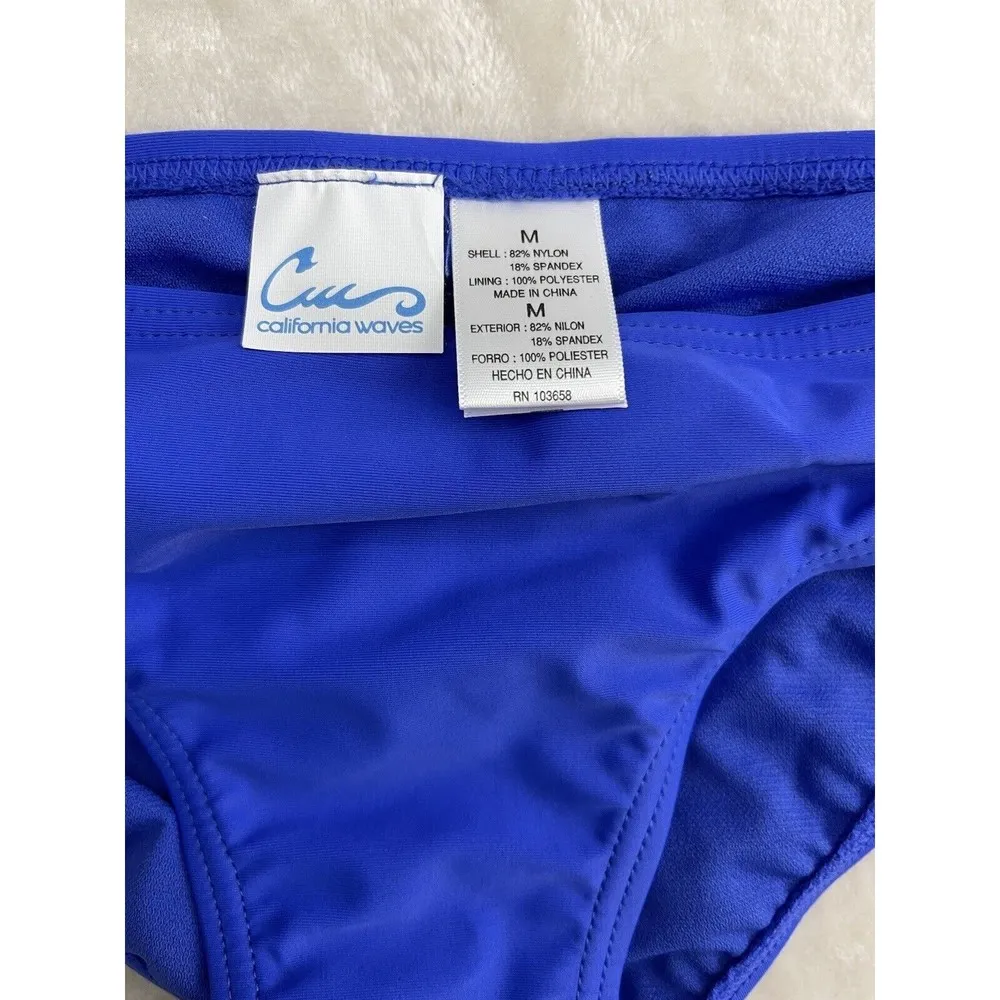 Cuus
california waves
M
SHELL : 82% NYLON
18% SPANDEX
LINING : 100% POLYESTER
MADE IN CHINA
M
EXTERIOR : 82% NILON
18% SPANDEX
FORRO : 100% POLIESTER
HECHO EN CHINA
RN 103658